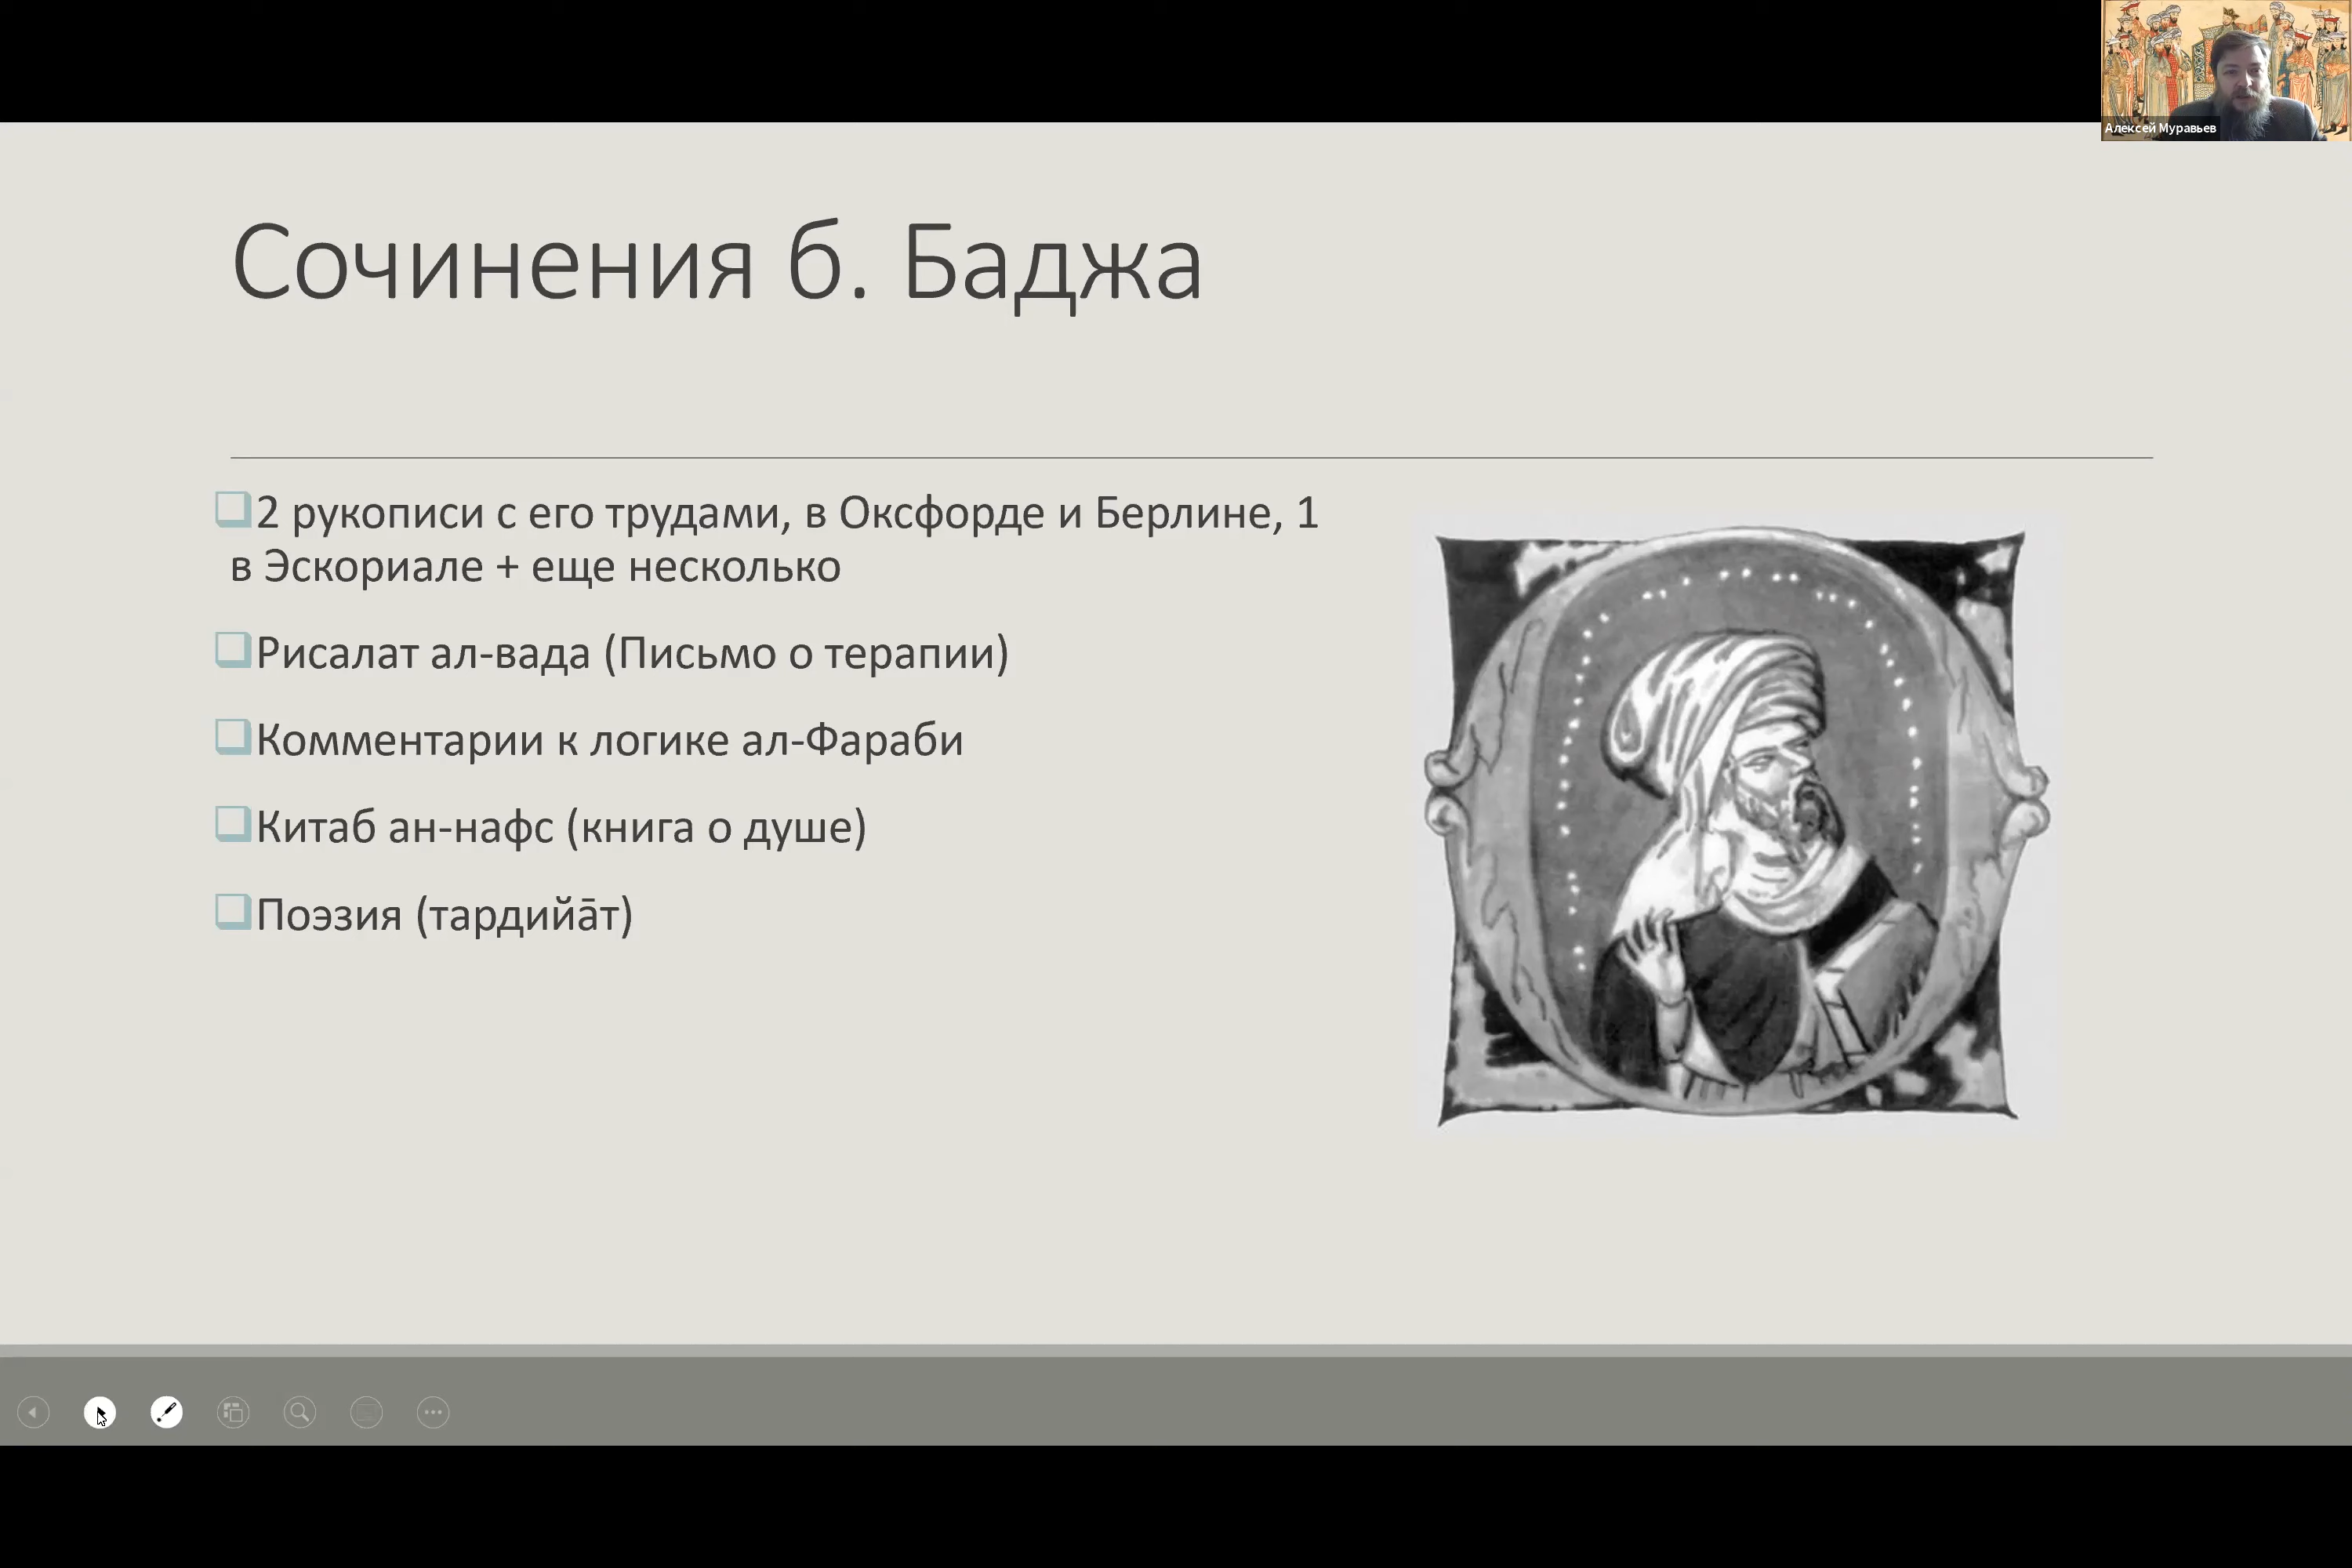 Алексей Муравьев
Сочинения б. Баджа
2 рукописи с его трудами, в Оксфорде и Берлине, 1
в Эскориале + еще несколько
Рисалат ал-вада (Письмо о терапии)
Комментарии к логике ал-Фараби
Китаб ан-нафс (книга о душе)
Поэзия (тардийа̄т)